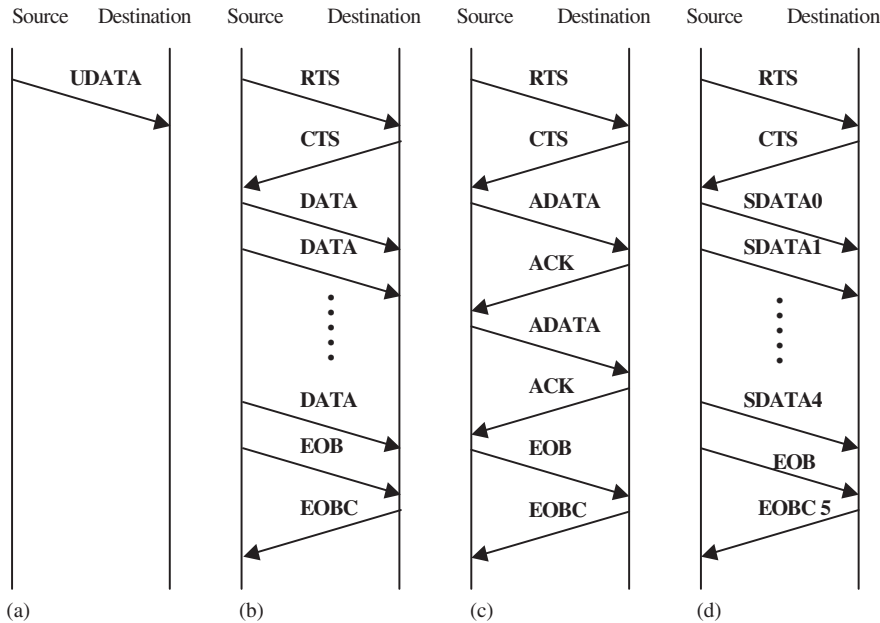 Source Destination Source Destination Source Destination Source Destination
UDATA RTS RTS RTS
CTS CTS CTS
DATA ADATA SDATA0
DATA SDATA1
ACK
ADATA
DATA ACK SDATA4
EOB EOB EOB
EOBC EOBC EOBC 5
(a) (b) (c) (d)